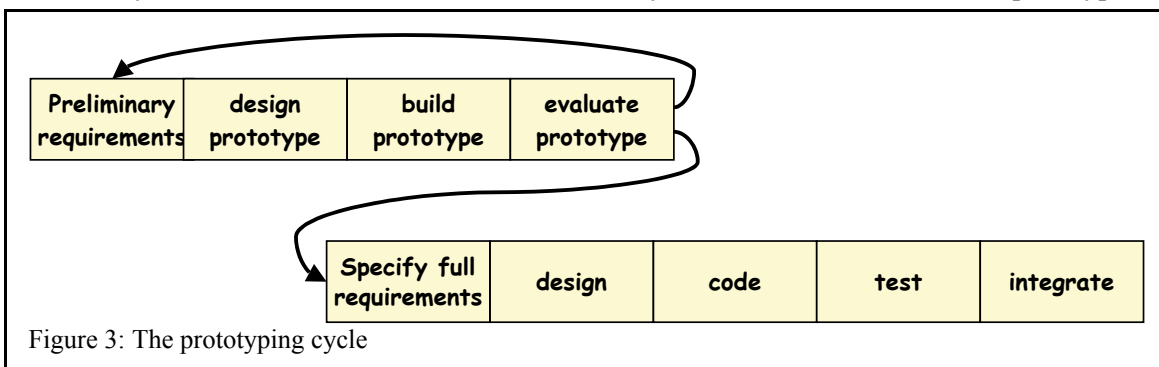 Preliminary
requirements
design
prototype
build
prototype
evaluate
prototype
Specify full
requirements
design
code
test
integrate
Figure 3: The prototyping cycle